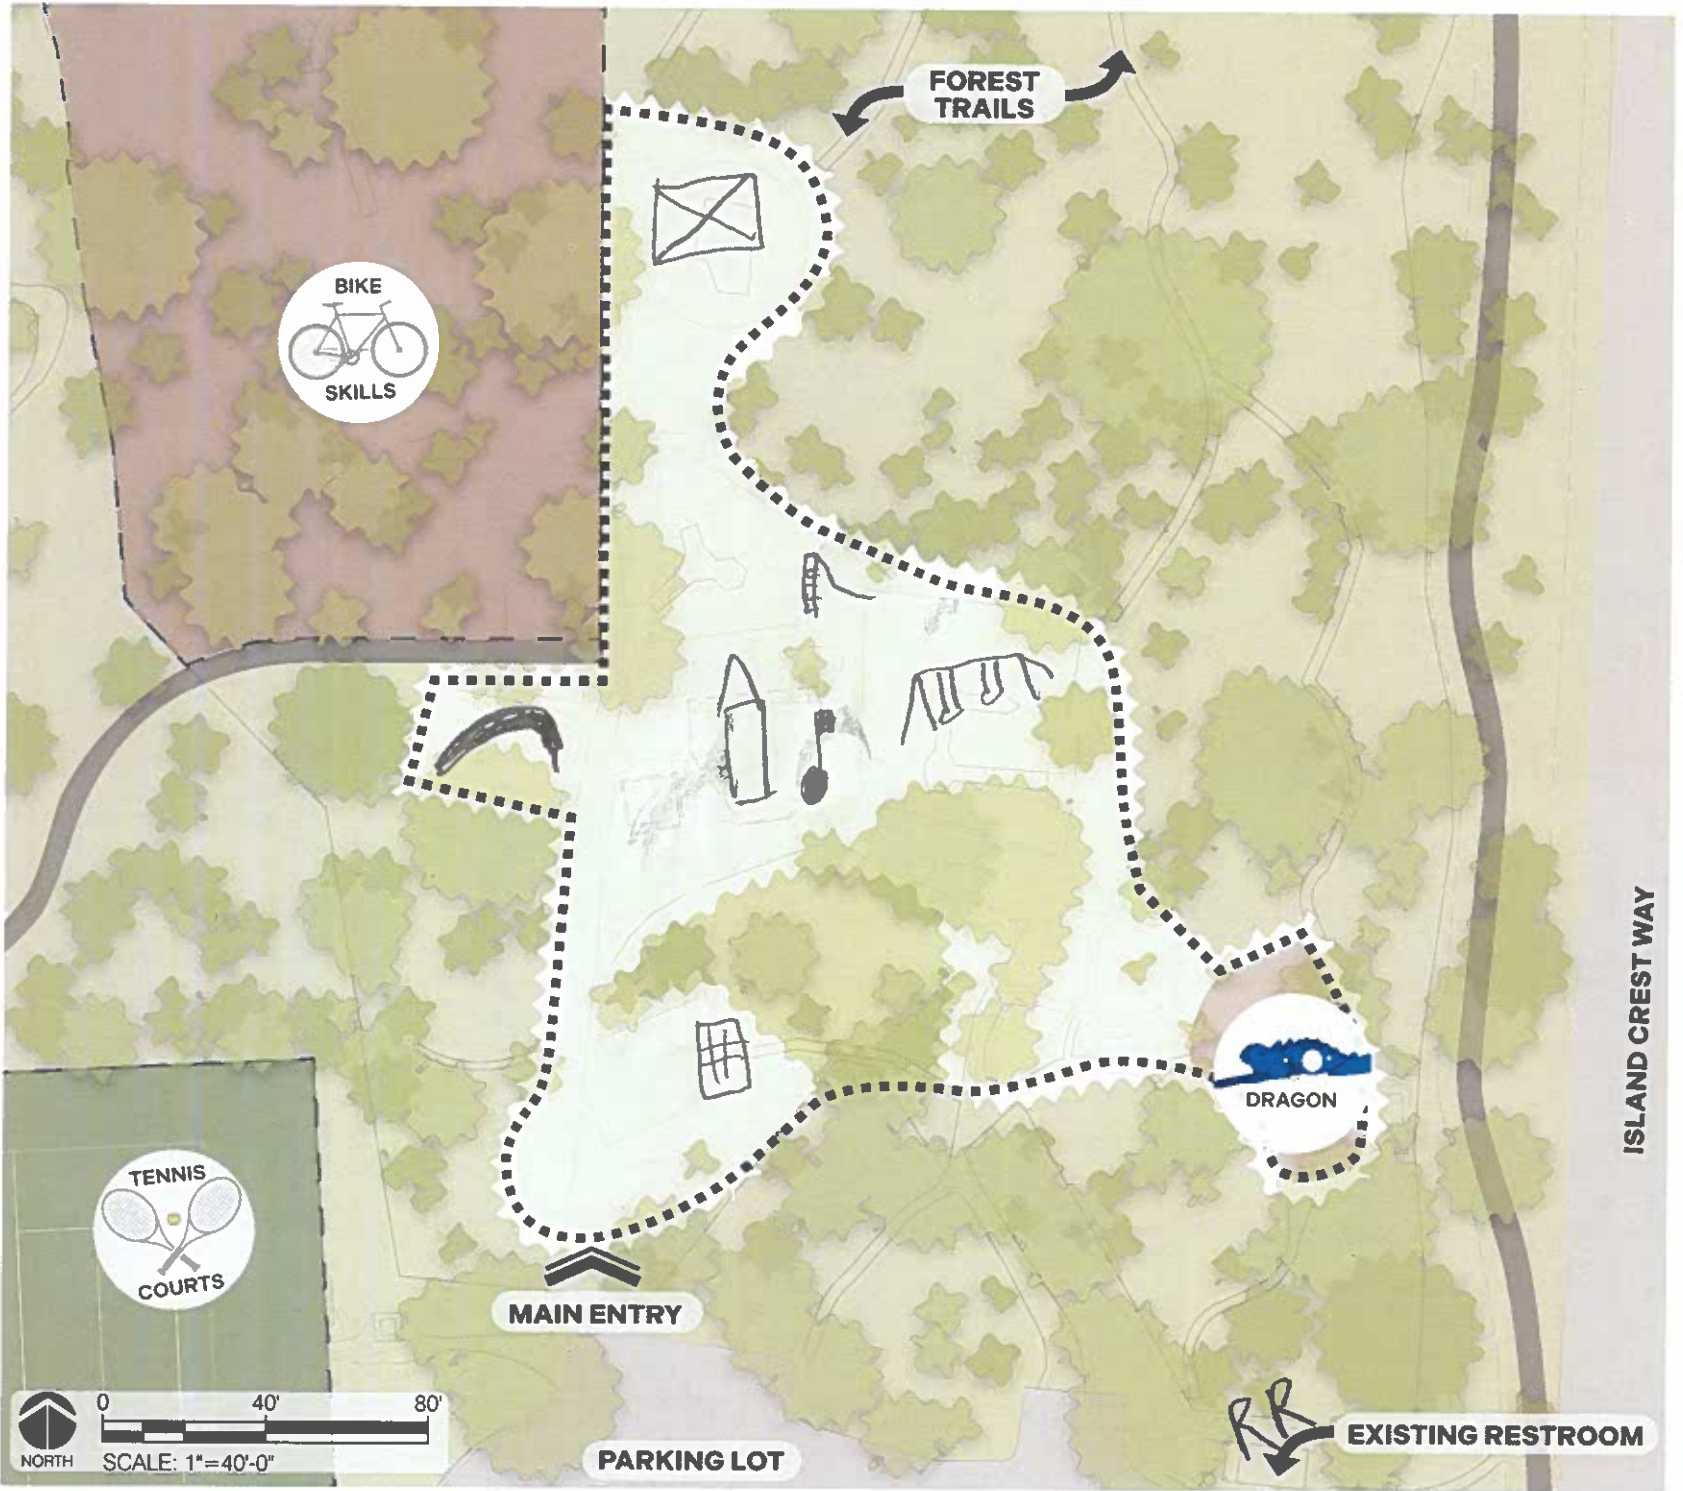 FOREST
TRAILS
BIKE
SKILLS
DRAGON
ISLAND CREST WAY
TENNIS
COURTS
MAIN ENTRY
0 40' 80'
NORTH
SCALE: 1"=40'-0"
PARKING LOT
RR
EXISTING RESTROOM